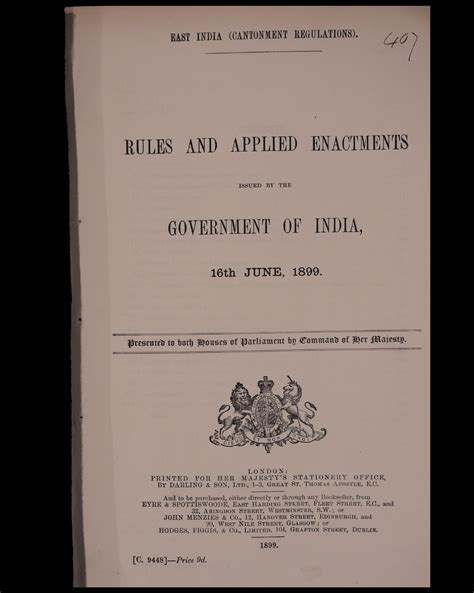 EAST INDIA (CANTONMENT REGULATIONS).
407
RULES AND APPLIED ENACTMENTS
ISSUED BY THE
GOVERNMENT OF INDIA,
16th JUNE, 1899.
Presented to both Houses of Parliament by Command of Her Majesty.
LONDON:
PRINTED FOR HER MAJESTY'S STATIONERY OFFICE,
BY DARLING & SON, LTD., 1-3, GREAT ST. THOMAS APOSTLE, E.C.
And to be purchased, either directly or through any Bookseller, from
EYRE & SPOTTISWOODE, EAST HARDING STREET, FLEET STREET, E.C., and
32, ABINGDON STREET, WESTMINSTER, S.W.; or
JOHN MENZIES & Co., 12, HANOVER STREET, EDINBURGH, and
90, WEST NILE STREET, GLASGOW; or
HODGES, FIGGIS, & Co., LIMITED, 104, GRAFTON STREET, DUBLIN.
1899.
[C. 9448]—Price 9d.